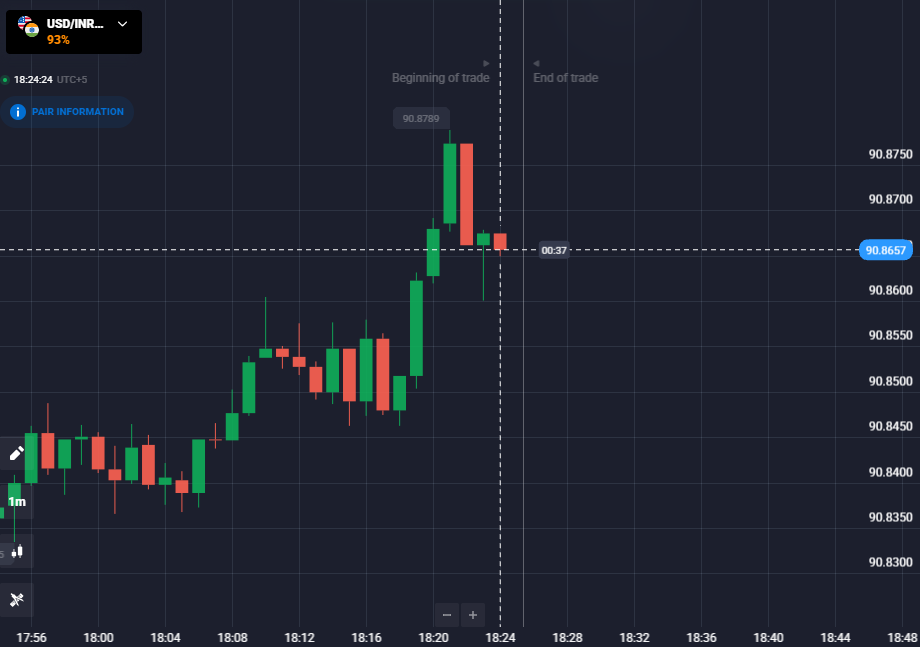 USD/INR...
93%
18:24:24 UTC+5
i PAIR INFORMATION
Beginning of trade
End of trade
90.8789
90.8750
90.8700
00:37
90.8657
90.8600
90.8550
90.8500
90.8450
90.8400
1m
90.8350
5
90.8300
17:56 18:00 18:04 18:08 18:12 18:16 18:20 18:24 18:28 18:32 18:36 18:40 18:44 18:48